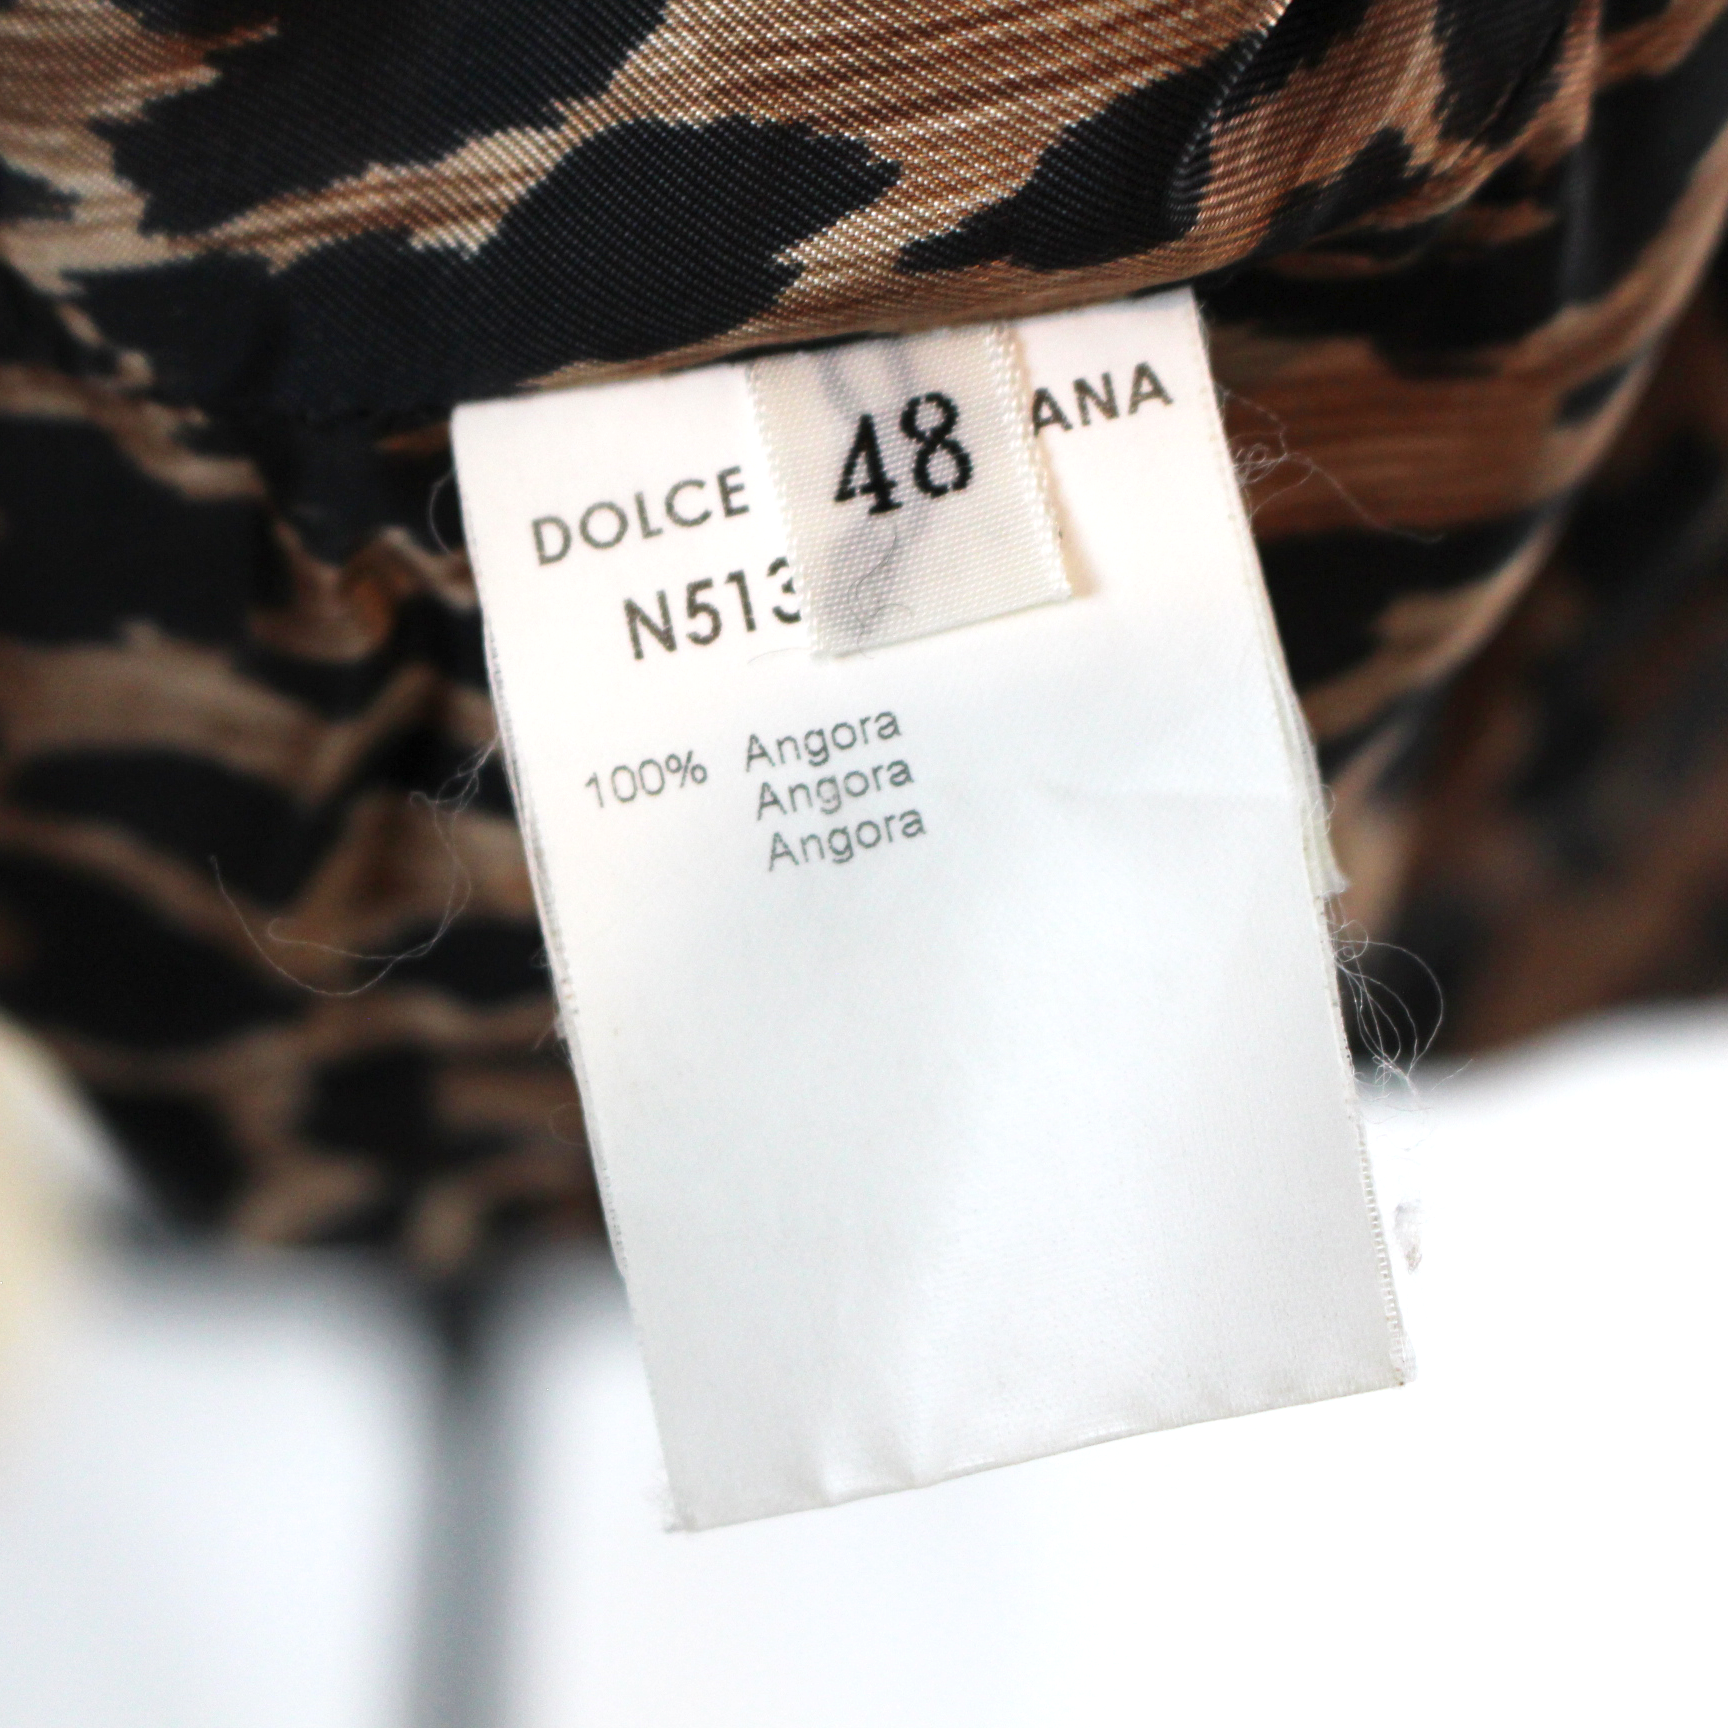 DOLCE ANA
48
N513
100% Angora
Angora
Angora